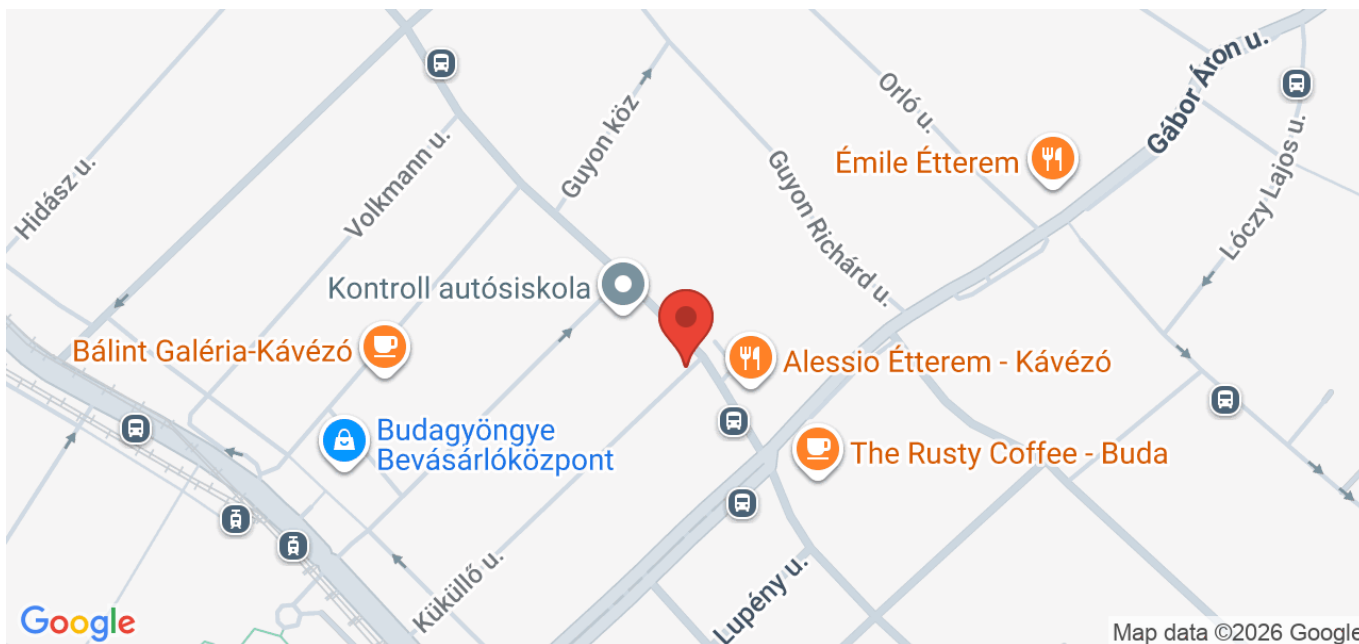 Gábor Áron u.
Orló u.
Hidász u.
Volkmann u.
Guyon köz
Guyon Richárd u.
Émile Étterem
Lóczy Lajos u.
Kontroll autósiskola
Bálint Galéria-Kávézó
Alessio Étterem - Kávézó
Budagyöngye
Bevásárlóközpont
The Rusty Coffee - Buda
Küküllő u.
Lupény u.
Google
Map data ©2026 Google